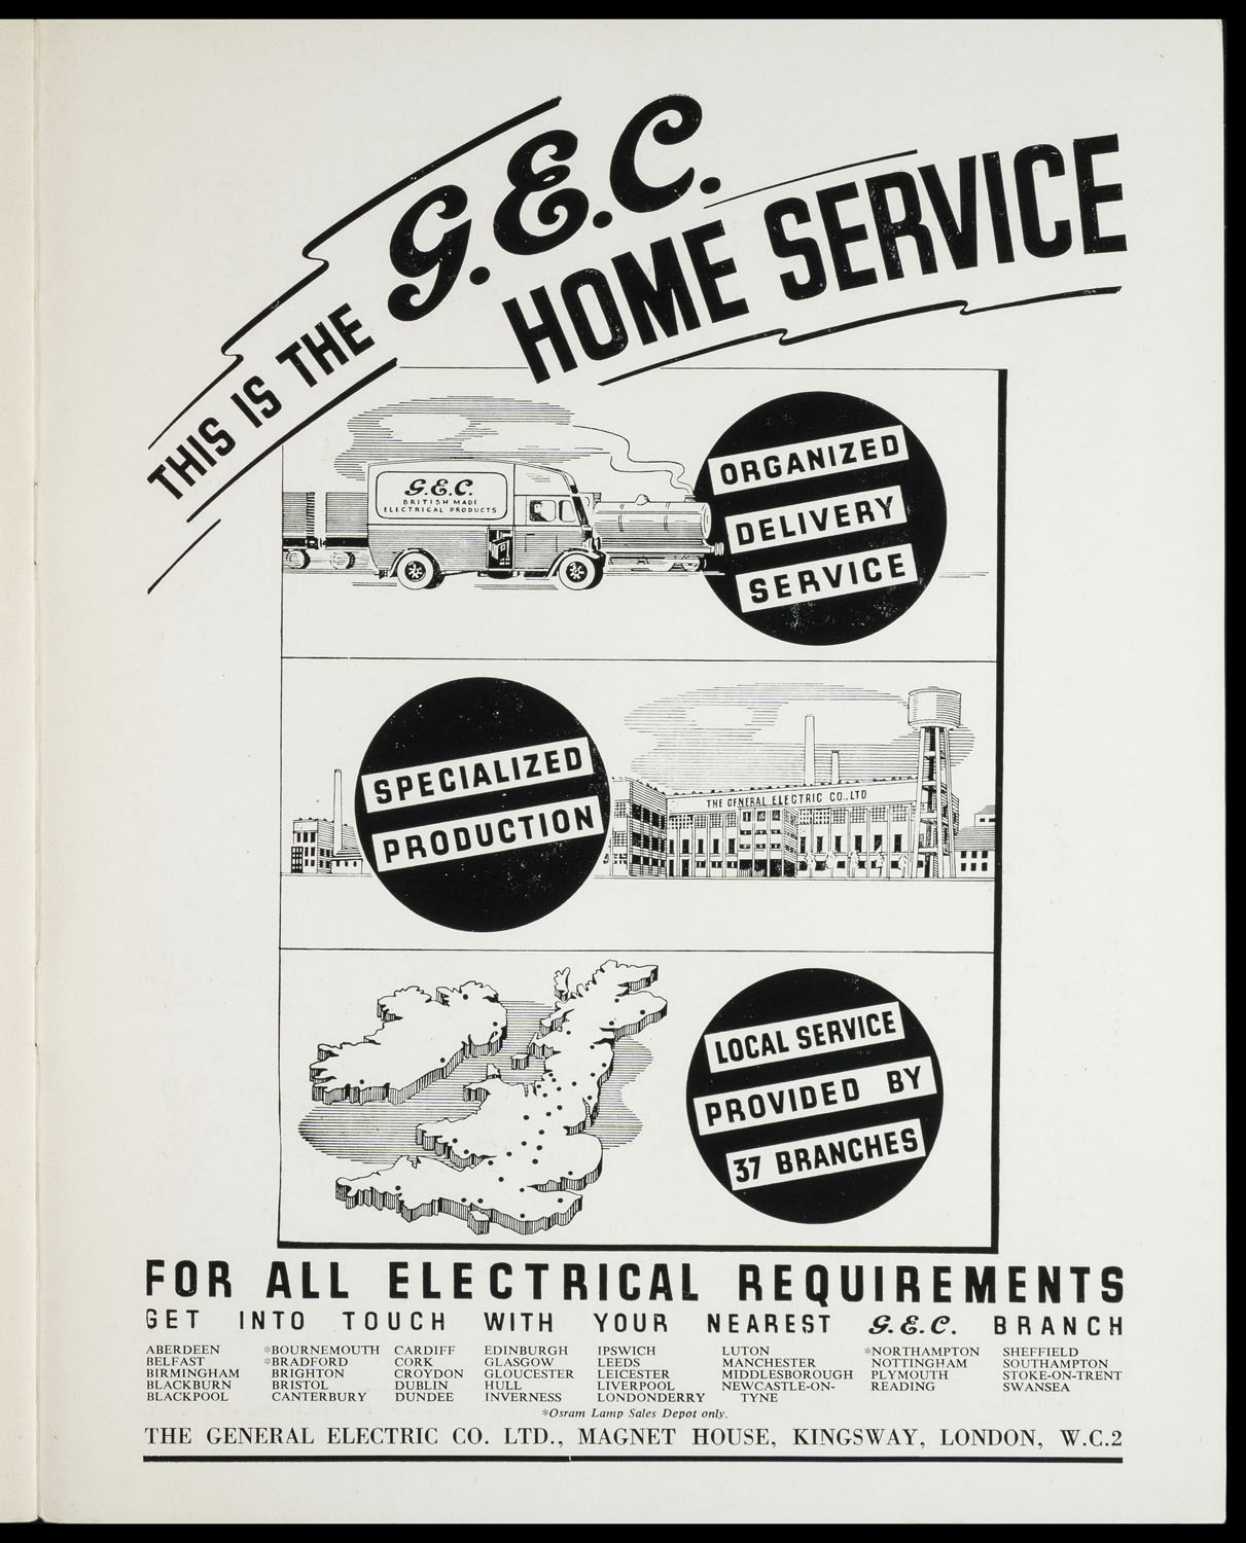 THIS IS THE G.E.C.
HOME SERVICE
G.E.C.
BRITISH MADE
ELECTRICAL PRODUCTS
ORGANIZED
DELIVERY
SERVICE
SPECIALIZED
PRODUCTION
THE GENERAL ELECTRIC CO., LTD
LOCAL SERVICE
PROVIDED BY
37 BRANCHES
FOR ALL ELECTRICAL REQUIREMENTS
GET INTO TOUCH WITH YOUR NEAREST G.E.C. BRANCH
ABERDEEN *BOURNEMOUTH CARDIFF EDINBURGH IPSWICH LUTON *NORTHAMPTON SHEFFIELD
BELFAST *BRADFORD CORK GLASGOW LEEDS MANCHESTER NOTTINGHAM SOUTHAMPTON
BIRMINGHAM BRIGHTON CROYDON GLOUCESTER LEICESTER MIDDLESBOROUGH PLYMOUTH STOKE-ON-TRENT
BLACKBURN BRISTOL DUBLIN HULL LIVERPOOL NEWCASTLE-ON- READING SWANSEA
BLACKPOOL CANTERBURY DUNDEE INVERNESS LONDONDERRY TYNE
*Osram Lamp Sales Depot only.
THE GENERAL ELECTRIC CO. LTD., MAGNET HOUSE, KINGSWAY, LONDON, W.C.2